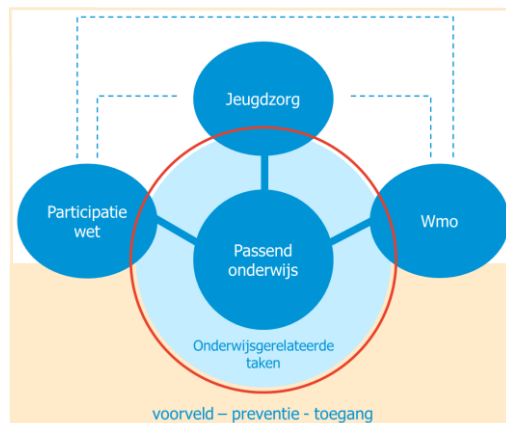 Jeugdzorg
Participatie
wet
Passend
onderwijs
Wmo
Onderwijsgerelateerde
taken
voorveld – preventie - toegang